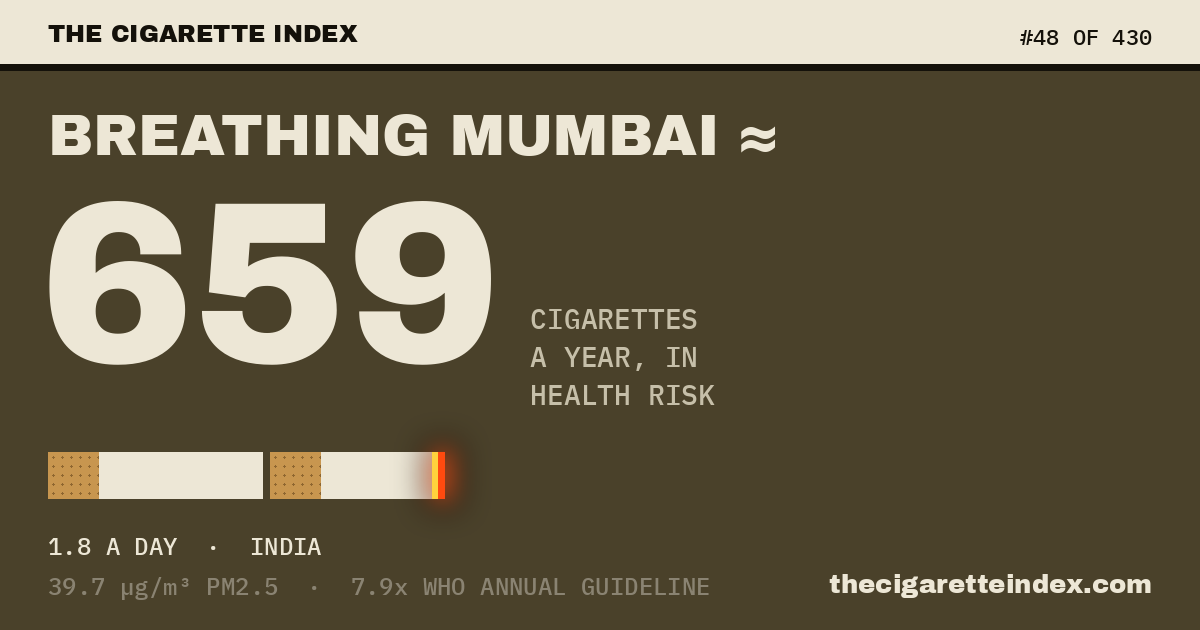 THE CIGARETTE INDEX
#48 OF 430
BREATHING MUMBAI ≈
659
CIGARETTES
A YEAR, IN
HEALTH RISK
1.8 A DAY · INDIA
39.7 µg/m³ PM2.5 · 7.9x WHO ANNUAL GUIDELINE
thecigaretteindex.com